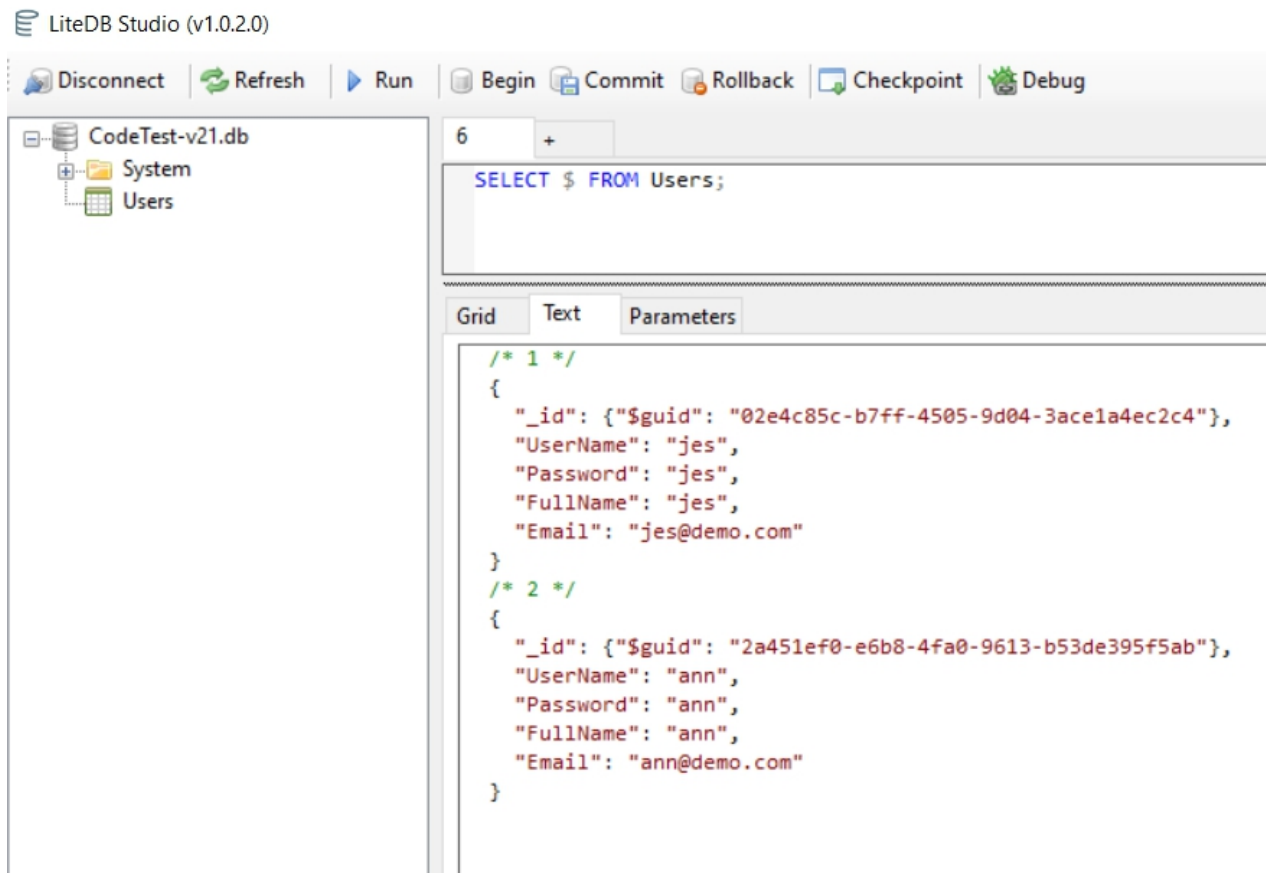 LiteDB Studio (v1.0.2.0)
Disconnect Refresh Run Begin Commit Rollback Checkpoint Debug
CodeTest-v21.db
System
Users
6 +
SELECT $ FROM Users;
Grid Text Parameters
/* 1 */
{
"_id": {"$guid": "02e4c85c-b7ff-4505-9d04-3ace1a4ec2c4"},
"UserName": "jes",
"Password": "jes",
"FullName": "jes",
"Email": "jes@demo.com"
}
/* 2 */
{
"_id": {"$guid": "2a451ef0-e6b8-4fa0-9613-b53de395f5ab"},
"UserName": "ann",
"Password": "ann",
"FullName": "ann",
"Email": "ann@demo.com"
}